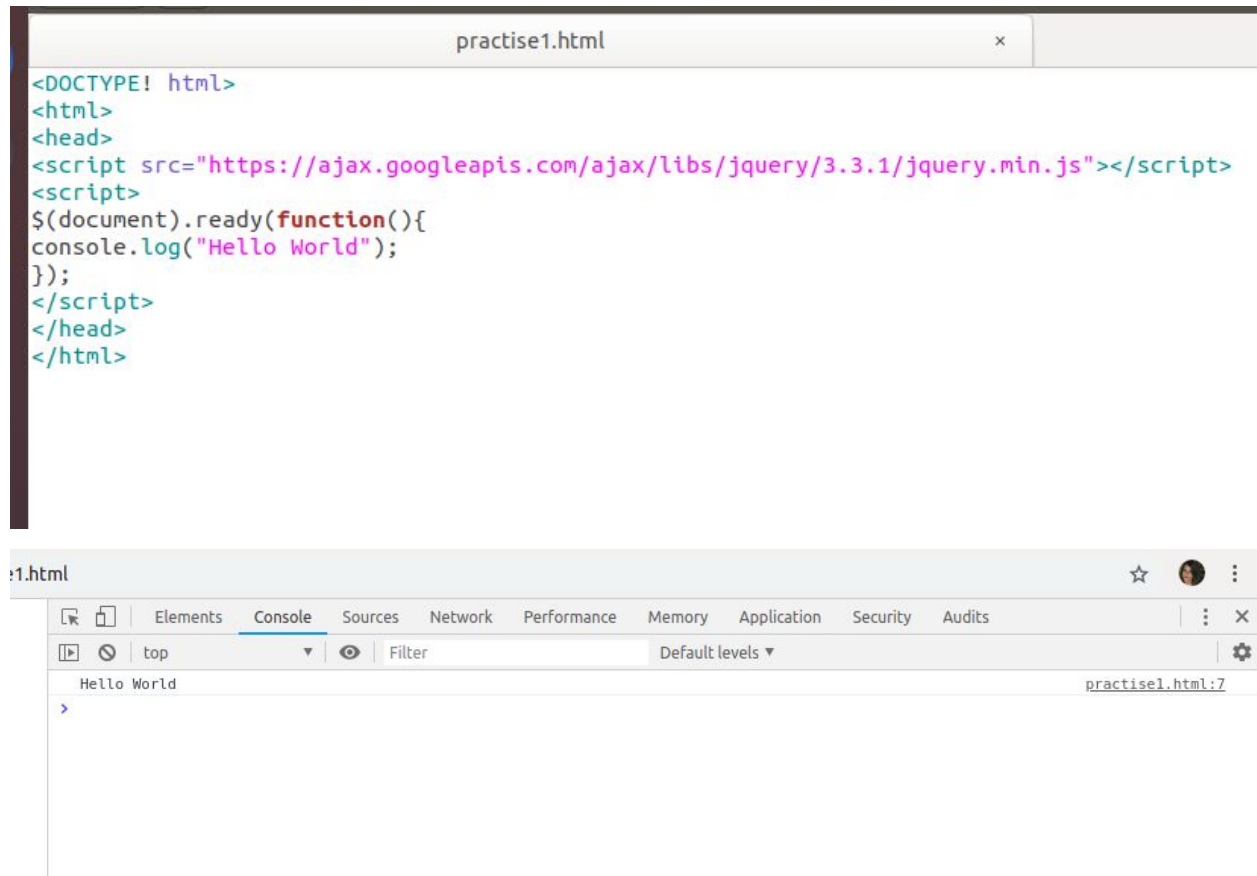 practise1.html ×
<DOCTYPE! html>
<html>
<head>
<script src="https://ajax.googleapis.com/ajax/libs/jquery/3.3.1/jquery.min.js"></script>
<script>
$(document).ready(function(){
console.log("Hello World");
});
</script>
</head>
</html>
e1.html
Elements Console Sources Network Performance Memory Application Security Audits
top Filter Default levels
Hello World practise1.html:7
>